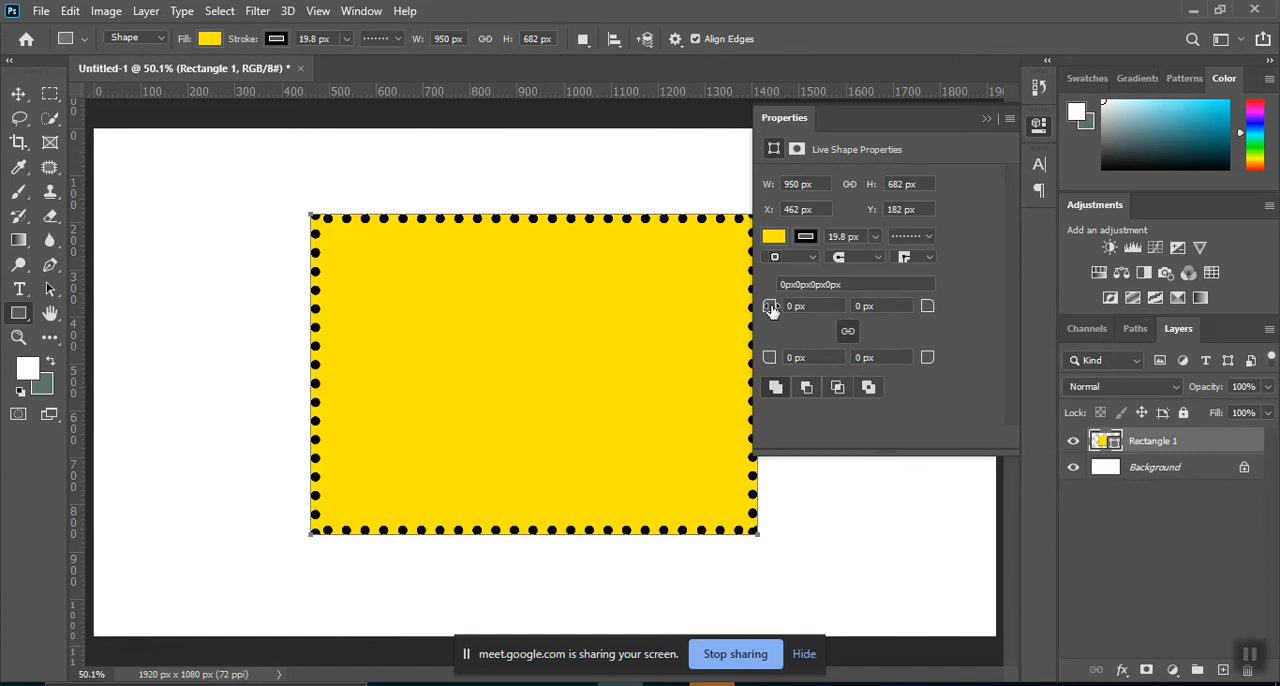 Ps File Edit Image Layer Type Select Filter 3D View Window Help
Shape Fill: Stroke: 19.8 px W: 950 px H: 682 px Align Edges
Untitled-1 @ 50.1% (Rectangle 1, RGB/8#) * ×
0 100 200 300 400 500 600 700 800 900 1000 1100 1200 1300 1400 1500 1600 1700 1800
Swatches Gradients Patterns Color
Properties
Live Shape Properties
W: 950 px H: 682 px
X: 462 px Y: 182 px
19.8 px
0px0px0px0px
0 px 0 px
0 px 0 px
Adjustments
Add an adjustment
Channels Paths Layers
Kind
Normal Opacity: 100%
Lock: Fill: 100%
Rectangle 1
Background
meet.google.com is sharing your screen. Stop sharing Hide
50.1% 1920 px x 1080 px (72 ppi)